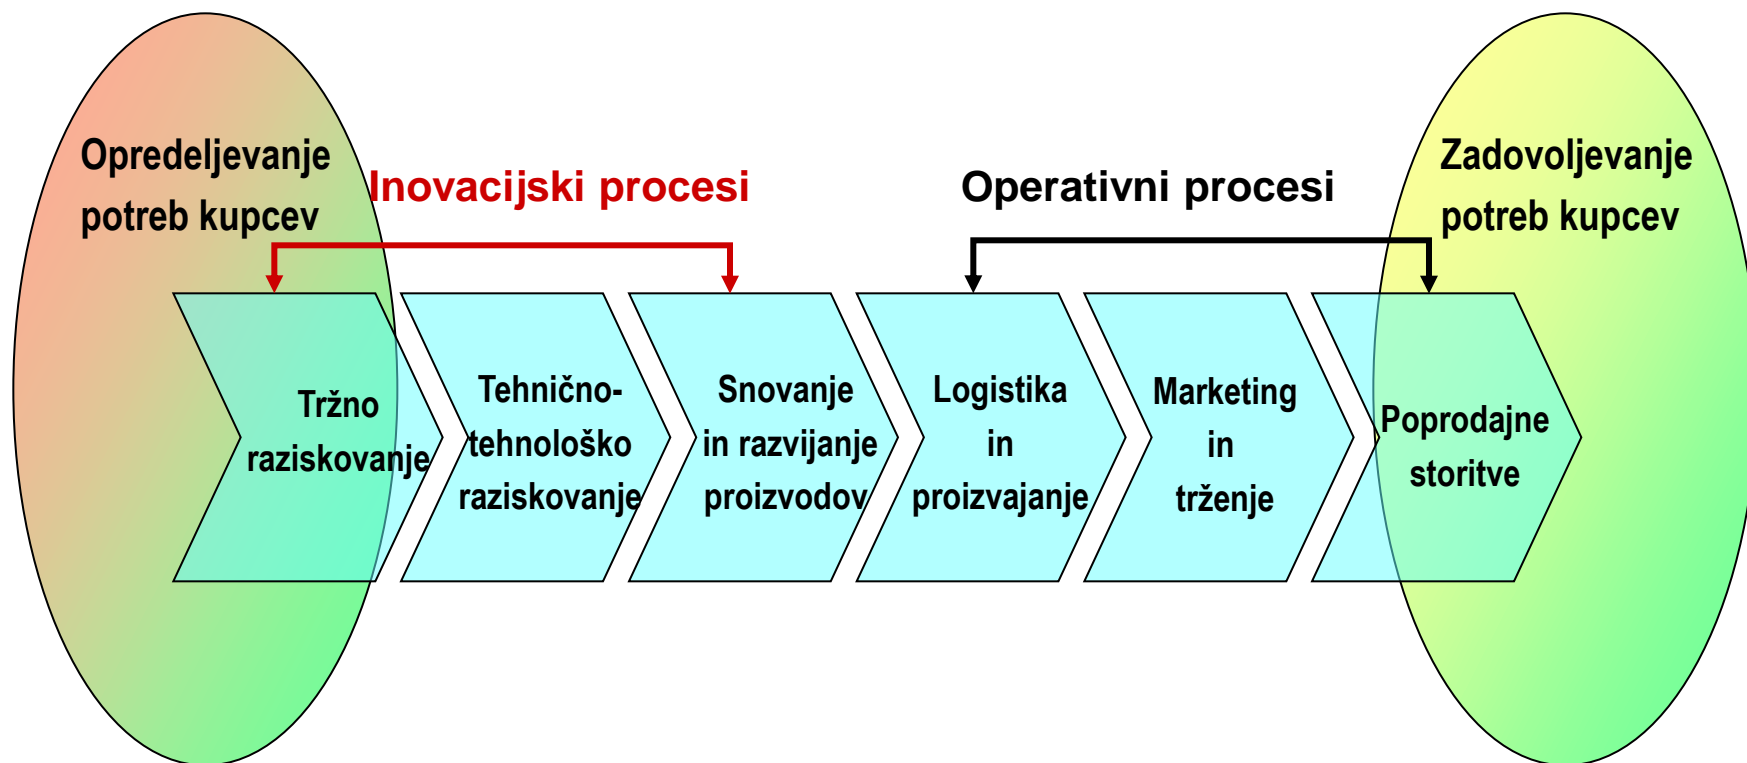 Opredeljevanje
potreb kupcev
Inovacijski procesi
Operativni procesi
Zadovoljevanje
potreb kupcev
Tržno
raziskovanje
Tehnično-
tehnološko
raziskovanje
Snovanje
in razvijanje
proizvodov
Logistika
in
proizvajanje
Marketing
in
trženje
Poprodajne
storitve